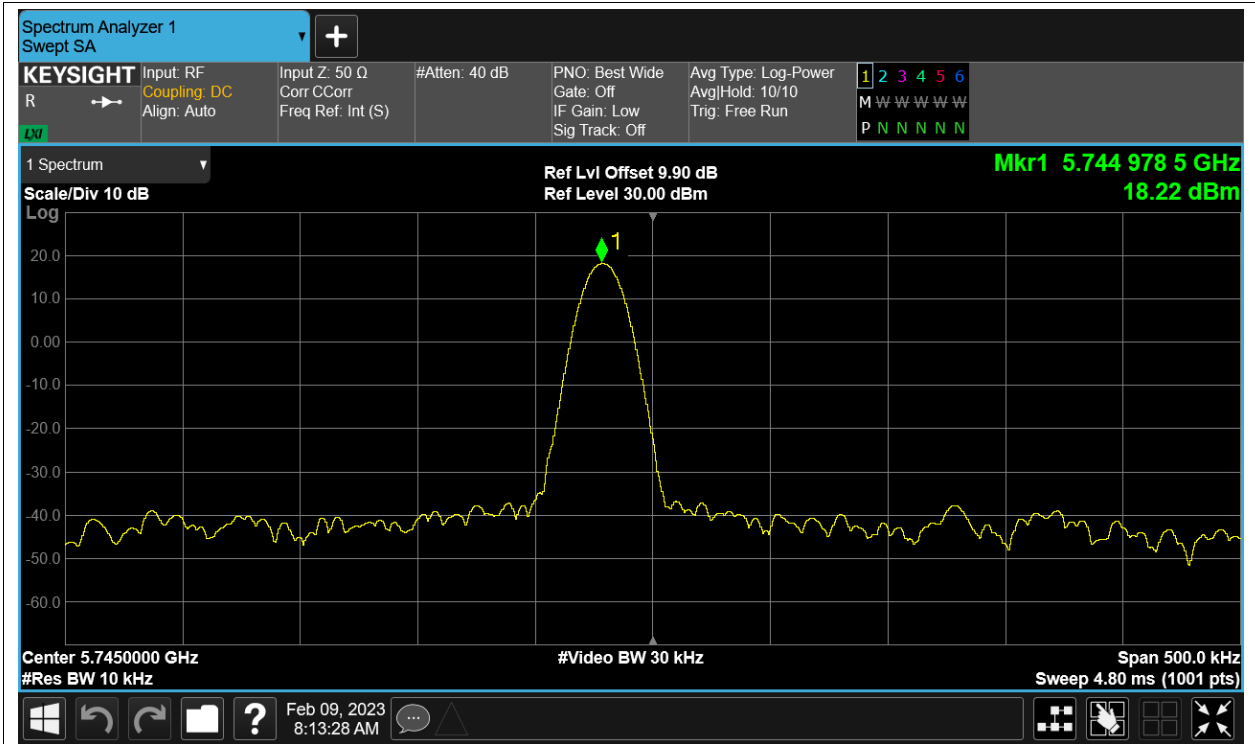 Spectrum Analyzer 1
Swept SA
+
KEYSIGHT
R
LXI
Input: RF
Coupling: DC
Align: Auto
Input Z: 50 Ω
Corr CCorr
Freq Ref: Int (S)
#Atten: 40 dB
PNO: Best Wide
Gate: Off
IF Gain: Low
Sig Track: Off
Avg Type: Log-Power
Avg|Hold: 10/10
Trig: Free Run
1 2 3 4 5 6
M W W W W W
P N N N N N
1 Spectrum
Scale/Div 10 dB
Log
Ref Lvl Offset 9.90 dB
Ref Level 30.00 dBm
Mkr1 5.744 978 5 GHz
18.22 dBm
1
20.0
10.0
0.00
-10.0
-20.0
-30.0
-40.0
-50.0
-60.0
Center 5.7450000 GHz
#Video BW 30 kHz
Span 500.0 kHz
#Res BW 10 kHz
Sweep 4.80 ms (1001 pts)
?
Feb 09, 2023
8:13:28 AM